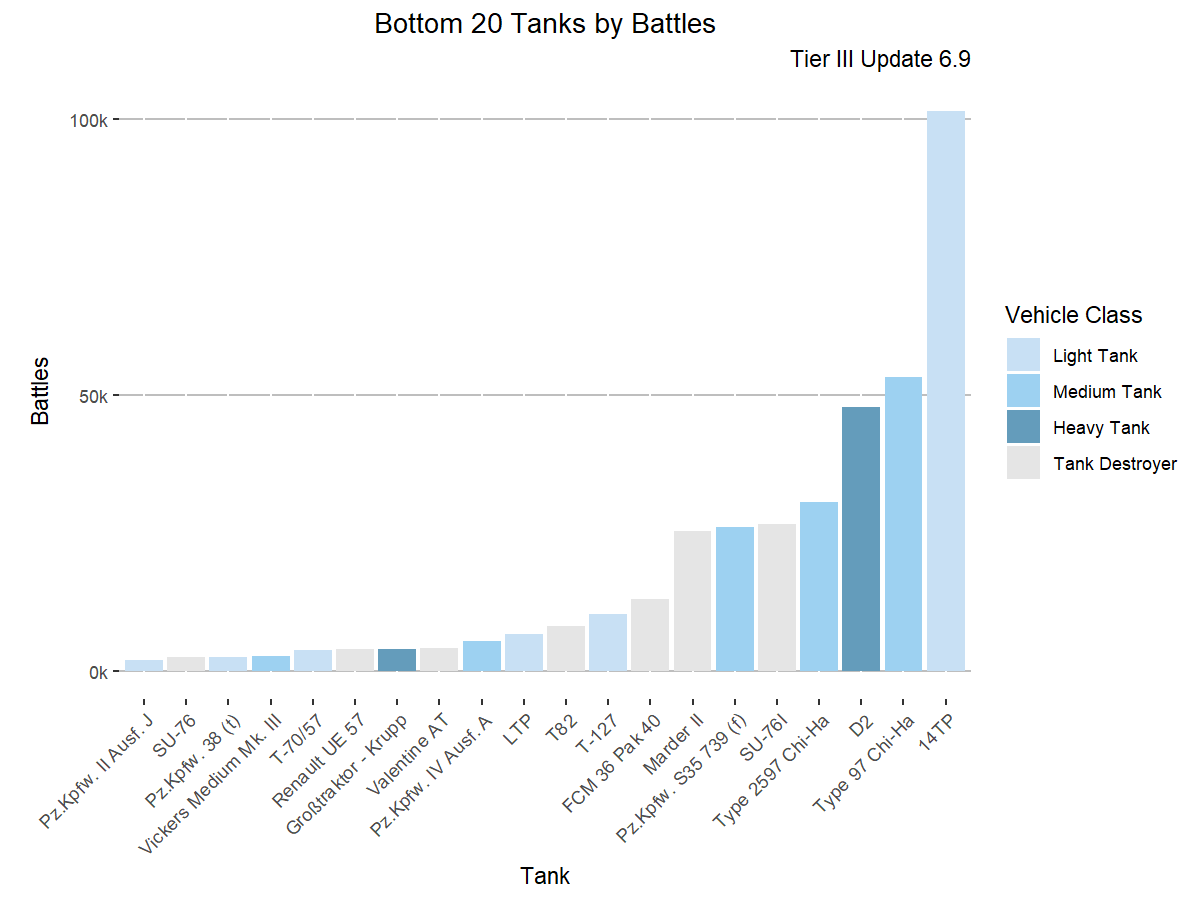 Bottom 20 Tanks by Battles
Tier III Update 6.9
100k
50k
0k
Battles
Pz.Kpfw. II Ausf. J
SU-76
Pz.Kpfw. 38 (t)
Vickers Medium Mk. III
T-70/57
Renault UE 57
Großtraktor - Krupp
Valentine AT
Pz.Kpfw. IV Ausf. A
LTP
T82
T-127
FCM 36 Pak 40
Marder II
Pz.Kpfw. S35 739 (f)
SU-76I
Type 2597 Chi-Ha
D2
Type 97 Chi-Ha
14TP
Tank
Vehicle Class
Light Tank
Medium Tank
Heavy Tank
Tank Destroyer